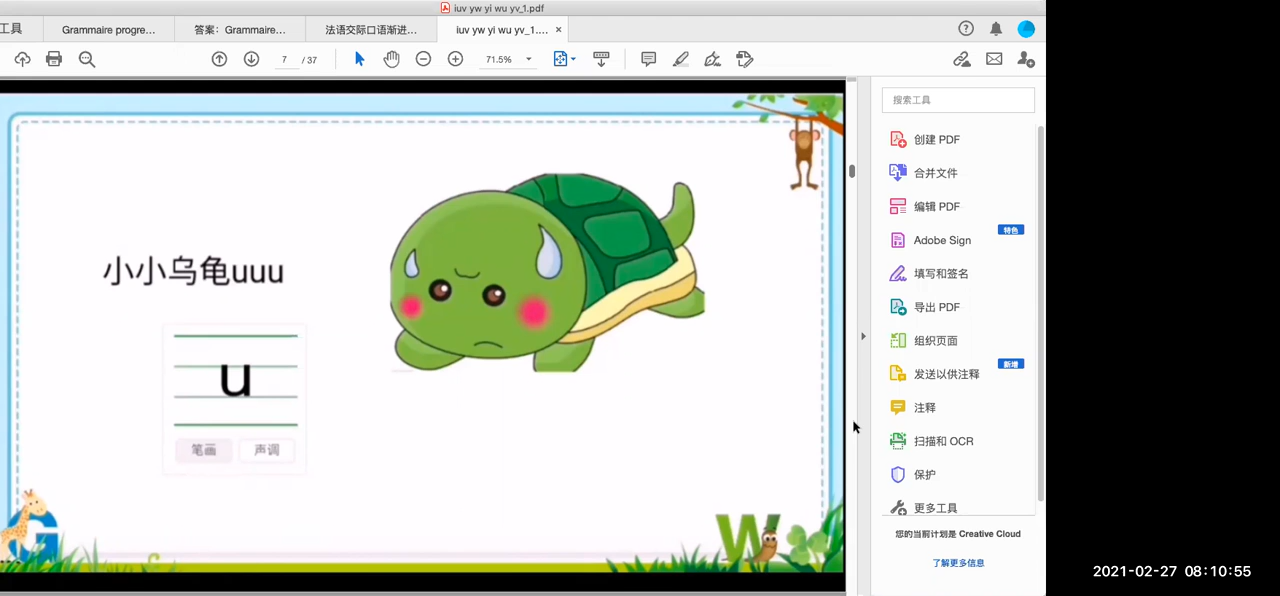 iuv yw yi wu yv_1.pdf
工具
Grammaire progre...
答案：Grammaire...
法语交际口语渐进...
iuv yw yi wu yv_1....
7 / 37
71.5%
搜索工具
创建 PDF
合并文件
编辑 PDF
Adobe Sign
特色
填写和签名
导出 PDF
组织页面
发送以供注释
新增
注释
扫描和 OCR
保护
更多工具
您的当前计划是 Creative Cloud
了解更多信息
小小乌龟uuu
u
笔画 声调
G
W
2021-02-27 08:10:55